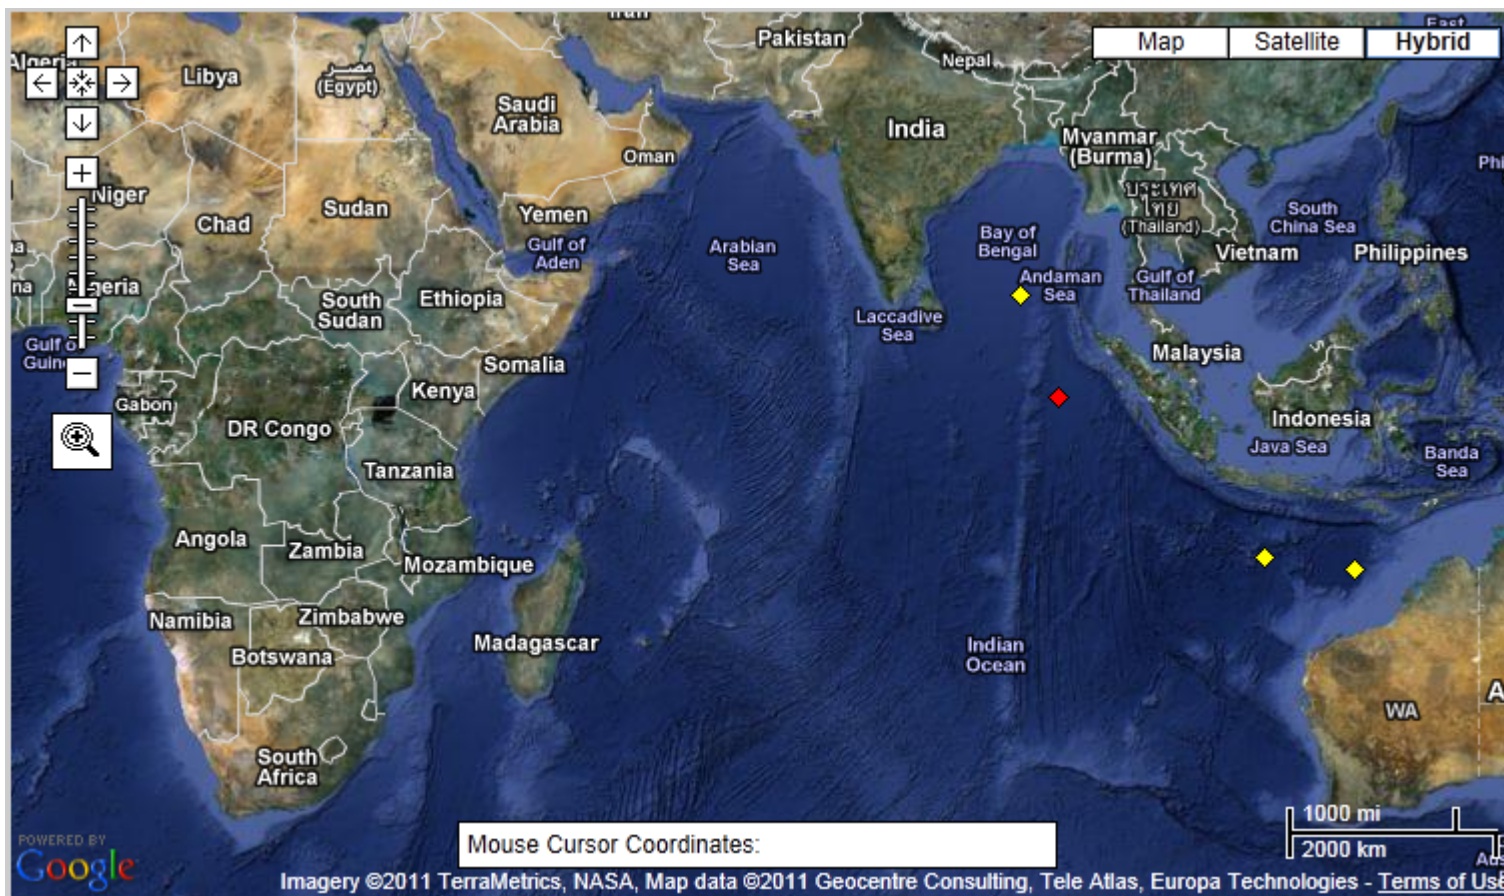 Iran
Pakistan
East
Map
Satellite
Hybrid
Algeria
Libya
مصر
(Egypt)
Nepal
Saudi
Arabia
India
Myanmar
(Burma)
Oman
Niger
Chad
Sudan
Yemen
ประเทศ
ไทย
(Thailand)
South
China Sea
Gulf of
Aden
Arabian
Sea
Bay of
Bengal
Vietnam
Philippines
Nigeria
South
Sudan
Ethiopia
Andaman
Sea
Gulf of
Thailand
Laccadive
Sea
Somalia
Malaysia
Gabon
Kenya
DR Congo
Indonesia
Java Sea
Banda
Sea
Tanzania
Angola
Zambia
Mozambique
Namibia
Zimbabwe
Botswana
Madagascar
Indian
Ocean
WA
South
Africa
1000 mi
2000 km
Mouse Cursor Coordinates:
POWERED BY
Google
Imagery ©2011 TerraMetrics, NASA, Map data ©2011 Geocentre Consulting, Tele Atlas, Europa Technologies - Terms of Use